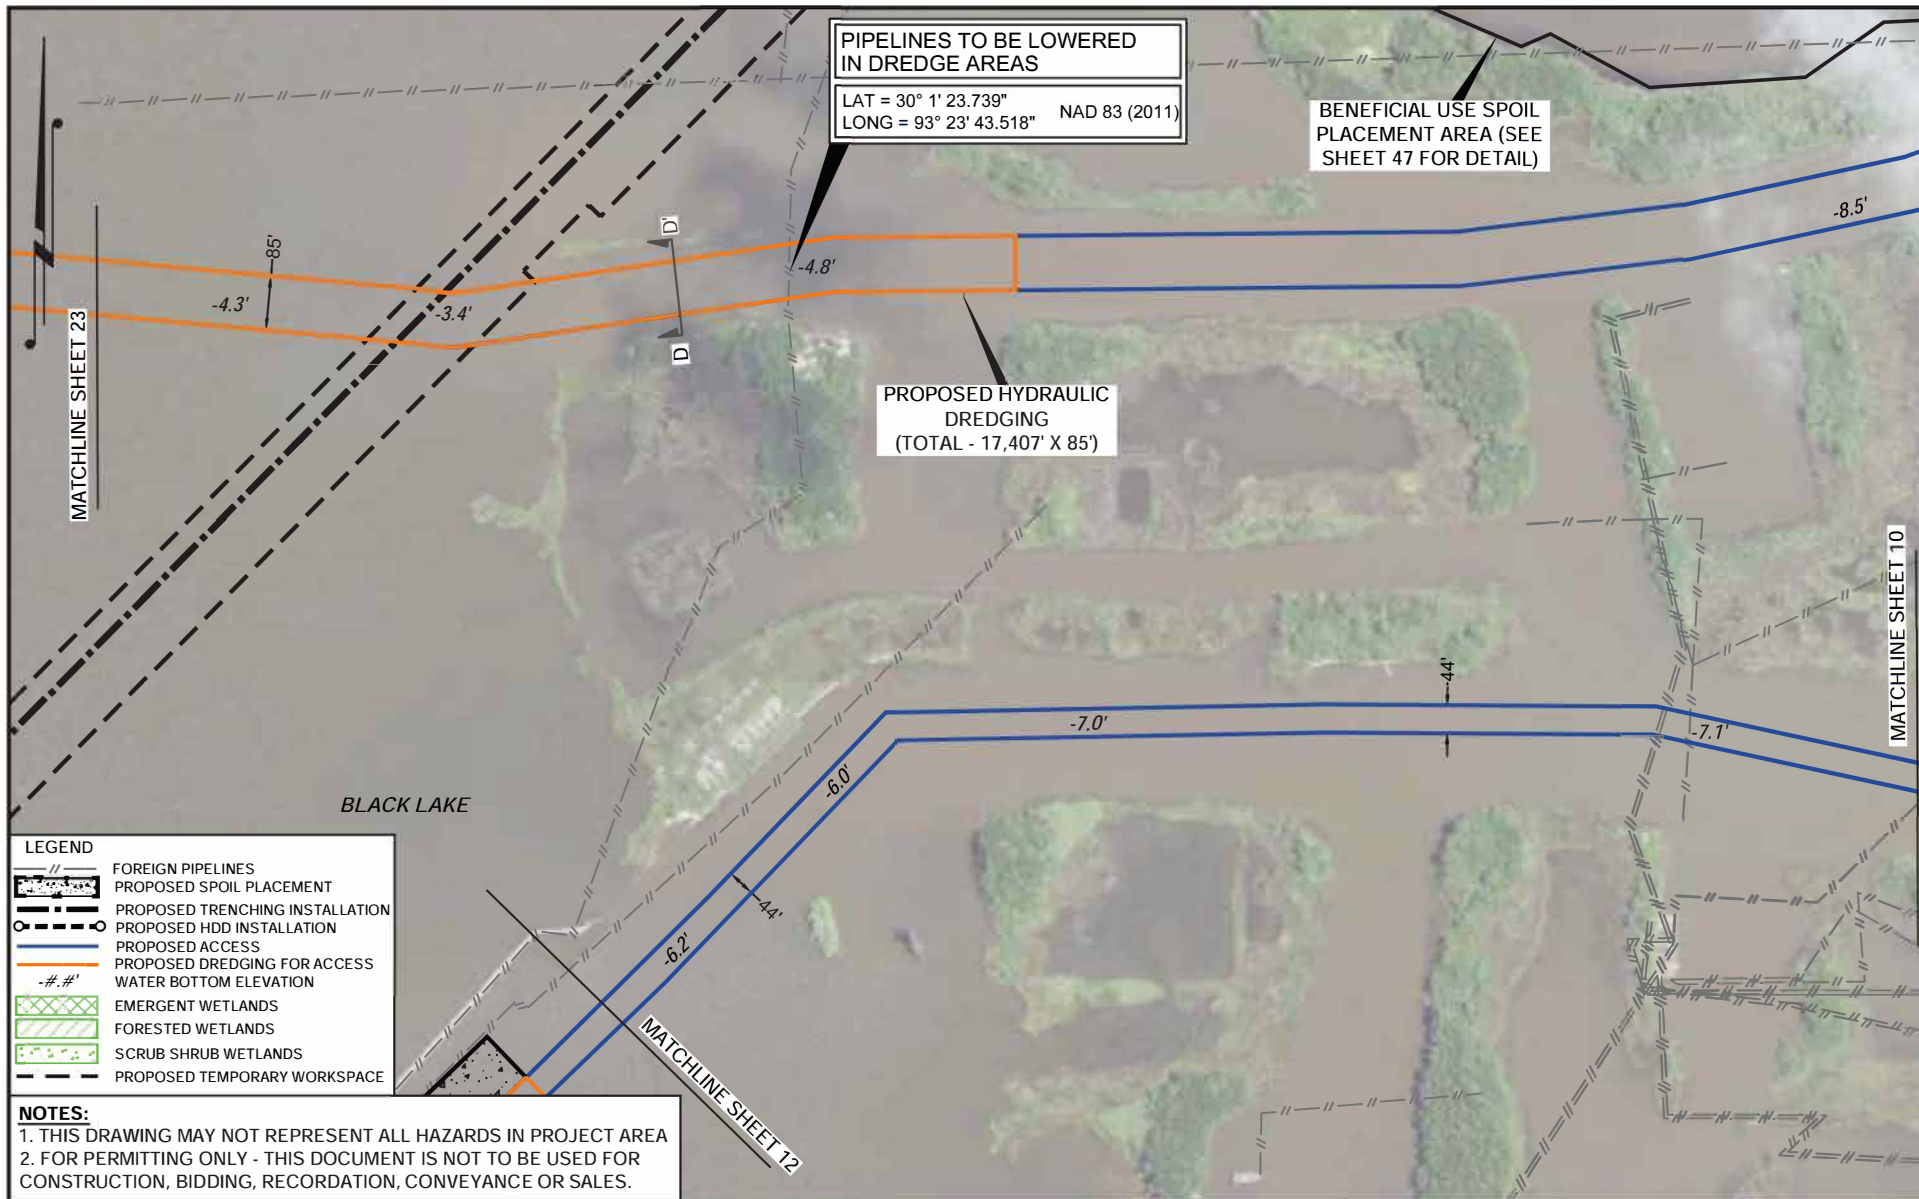 PIPELINES TO BE LOWERED
IN DREDGE AREAS
LAT = 30° 1' 23.739"
LONG = 93° 23' 43.518"
NAD 83 (2011)
BENEFICIAL USE SPOIL
PLACEMENT AREA (SEE
SHEET 47 FOR DETAIL)
-8.5'
85'
D'
-4.8'
-4.3'
-3.4'
D
MATCHLINE SHEET 23
PROPOSED HYDRAULIC
DREDGING
(TOTAL - 17,407' X 85')
MATCHLINE SHEET 10
44'
-7.0'
-7.1'
-6.0'
BLACK LAKE
44'
-6.2'
MATCHLINE SHEET 12
LEGEND
FOREIGN PIPELINES
PROPOSED SPOIL PLACEMENT
PROPOSED TRENCHING INSTALLATION
PROPOSED HDD INSTALLATION
PROPOSED ACCESS
PROPOSED DREDGING FOR ACCESS
-#.#' WATER BOTTOM ELEVATION
EMERGENT WETLANDS
FORESTED WETLANDS
SCRUB SHRUB WETLANDS
PROPOSED TEMPORARY WORKSPACE
NOTES:
1. THIS DRAWING MAY NOT REPRESENT ALL HAZARDS IN PROJECT AREA
2. FOR PERMITTING ONLY - THIS DOCUMENT IS NOT TO BE USED FOR
CONSTRUCTION, BIDDING, RECORDATION, CONVEYANCE OR SALES.